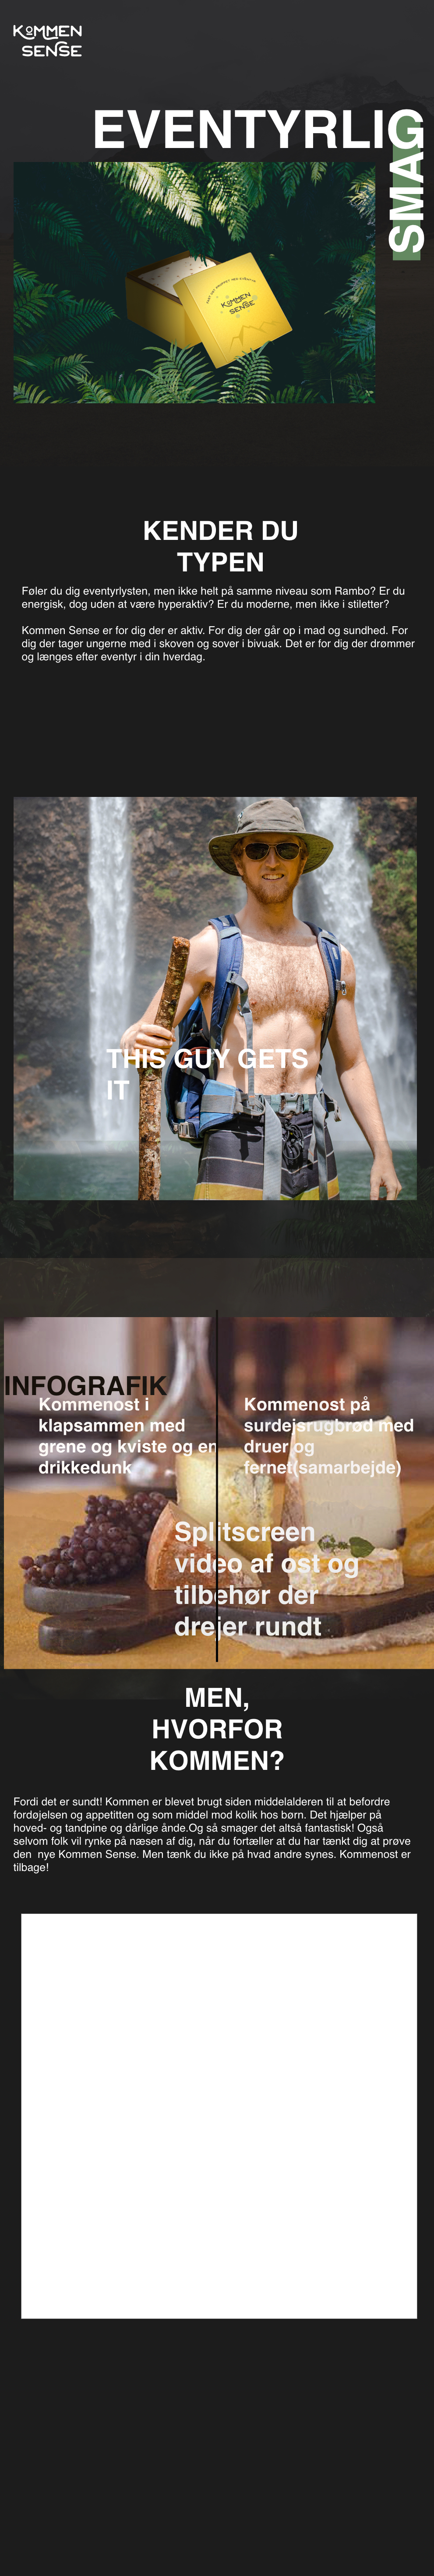 KOMMEN
SENSE
EVENTYRLIG
SMAG
KOMMEN
SENSE
KENDER DU
TYPEN
Føler du dig eventyrlysten, men ikke helt på samme niveau som Rambo? Er du
energisk, dog uden at være hyperaktiv? Er du moderne, men ikke i stiletter?
Kommen Sense er for dig der er aktiv. For dig der går op i mad og sundhed. For
dig der tager ungerne med i skoven og sover i bivuak. Det er for dig der drømmer
og længes efter eventyr i din hverdag.
THIS GUY GETS
IT
INFOGRAFIK
Kommenost i
klapsammen med
grene og kviste og en
drikkedunk
Kommenost på
surdejsrugbrød med
druer og
fernet(samarbejde)
Splitscreen
video af ost og
tilbehør der
drejer rundt
MEN,
HVORFOR
KOMMEN?
Fordi det er sundt! Kommen er blevet brugt siden middelalderen til at befordre
fordøjelsen og appetitten og som middel mod kolik hos børn. Det hjælper på
hoved- og tandpine og dårlige ånde.Og så smager det altså fantastisk! Også
selvom folk vil rynke på næsen af dig, når du fortæller at du har tænkt dig at prøve
den  nye Kommen Sense. Men tænk du ikke på hvad andre synes. Kommenost er
tilbage!